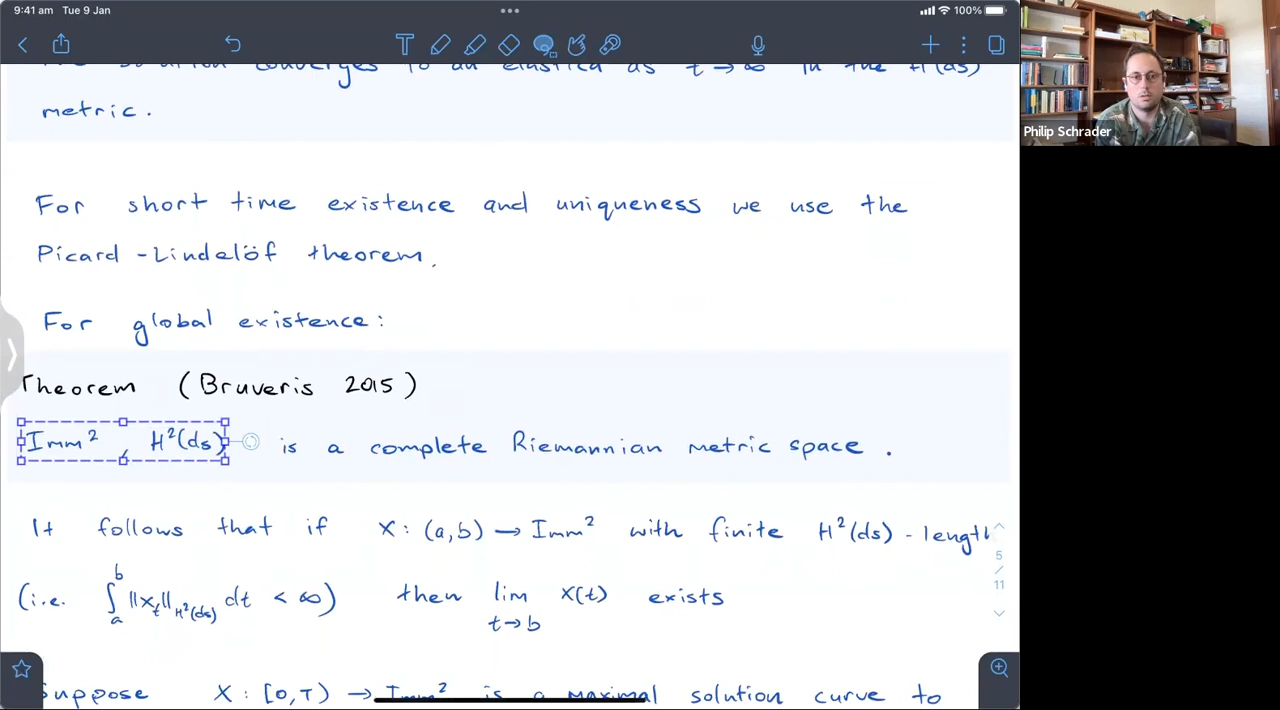 9:41 am Tue 9 Jan
100%
metric.
For short time existence and uniqueness we use the
Picard-Lindelöf theorem.
For global existence:
Theorem (Bruveris 2015)
Imm², H²(ds) is a complete Riemannian metric space.
It follows that if X: (a,b) → Imm² with finite H²(ds)-length
(i.e. ∫ₐᵇ ||xₜ||_H²(ds) dt < ∞) then lim t→b X(t) exists
5
/
11
Suppose X: [0,T) → Imm² is a maximal solution curve to
Philip Schrader